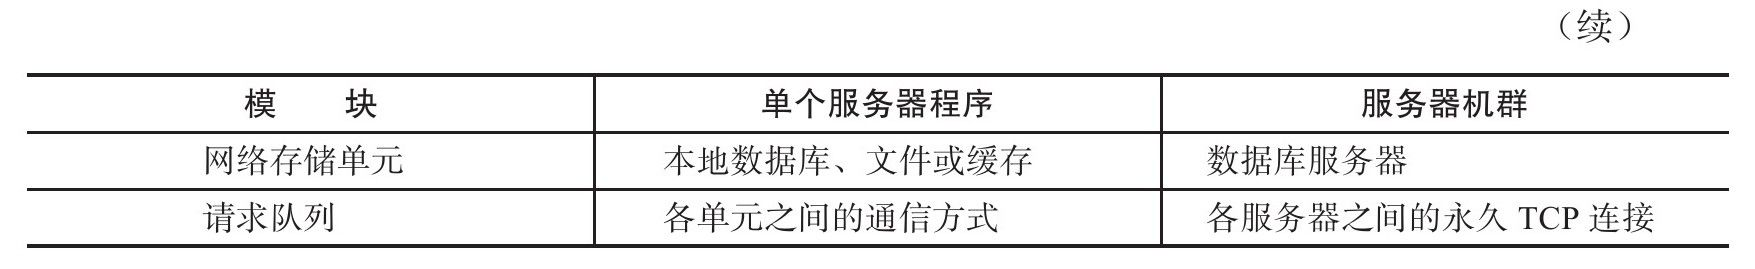 （续）
模　　块 单个服务器程序 服务器机群
网络存储单元 本地数据库、文件或缓存 数据库服务器
请求队列 各单元之间的通信方式 各服务器之间的永久 TCP 连接